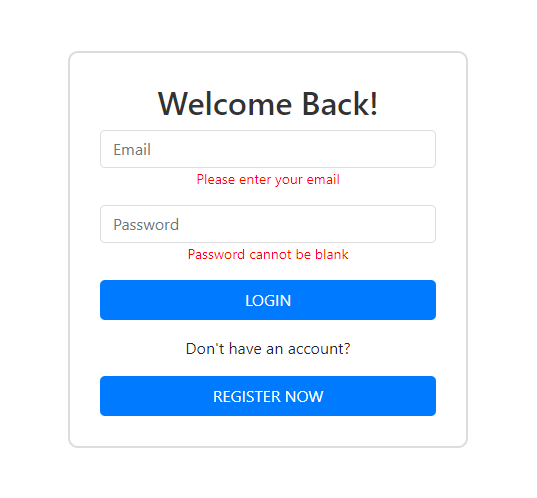 Welcome Back!
Email
Please enter your email
Password
Password cannot be blank
LOGIN
Don't have an account?
REGISTER NOW